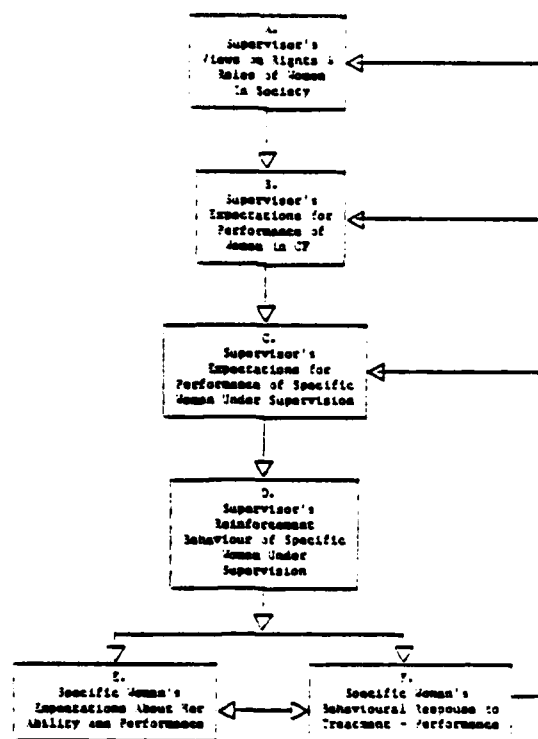 A.
Supervisor's
Views on Rights &
Roles of Women
In Society
B.
Supervisor's
Expectations for
Performance of
Women in CF
C.
Supervisor's
Expectations for
Performance of Specific
Women Under Supervision
D.
Supervisor's
Reinforcement
Behaviour of Specific
Women Under
Supervision
E.
Specific Woman's
Expectations About Her
Ability and Performance
F.
Specific Woman's
Behavioural Response to
Treatment - Performance